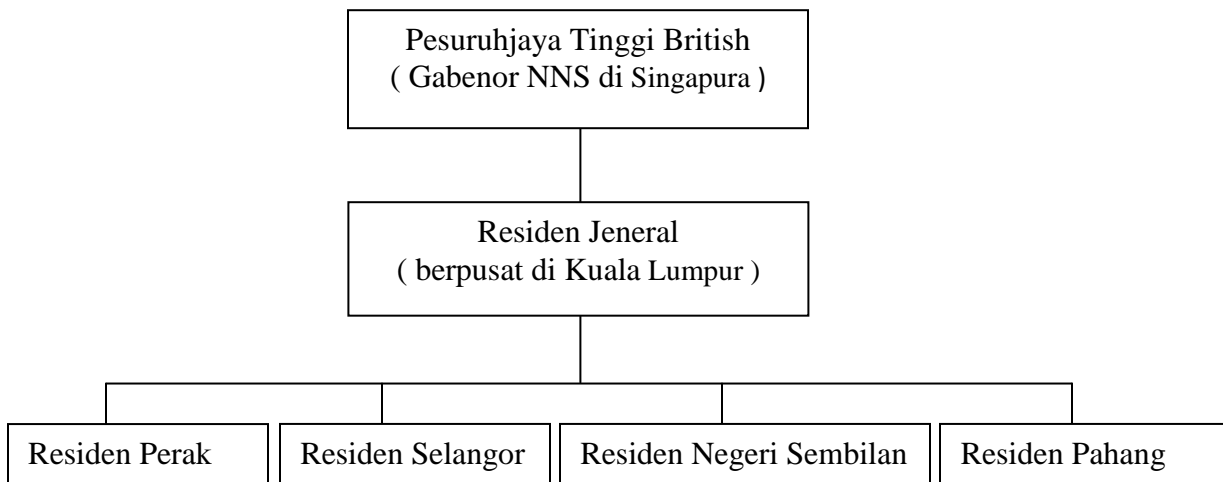 Pesuruhjaya Tinggi British
( Gabenor NNS di Singapura )
Residen Jeneral
( berpusat di Kuala Lumpur )
Residen Perak
Residen Selangor
Residen Negeri Sembilan
Residen Pahang